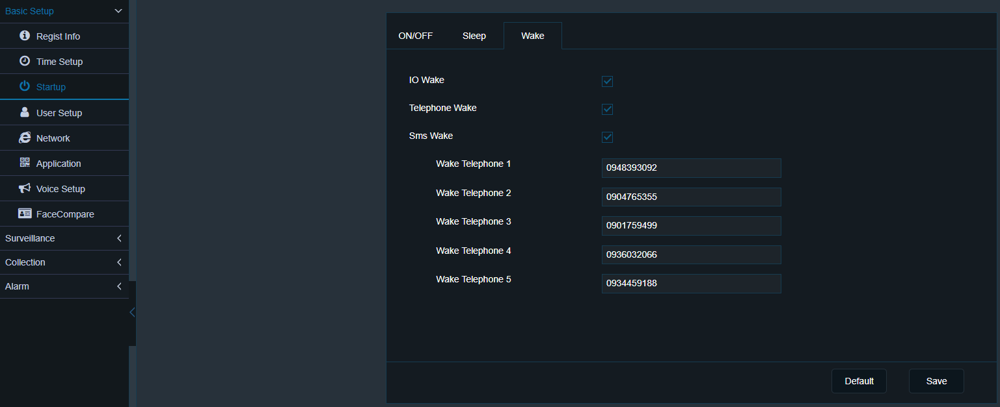 Basic Setup
Regist Info
Time Setup
Startup
User Setup
Network
Application
Voice Setup
FaceCompare
Surveillance
Collection
Alarm
ON/OFF Sleep Wake
IO Wake
Telephone Wake
Sms Wake
Wake Telephone 1 0948393092
Wake Telephone 2 0904765355
Wake Telephone 3 0901759499
Wake Telephone 4 0936032066
Wake Telephone 5 0934459188
Default Save